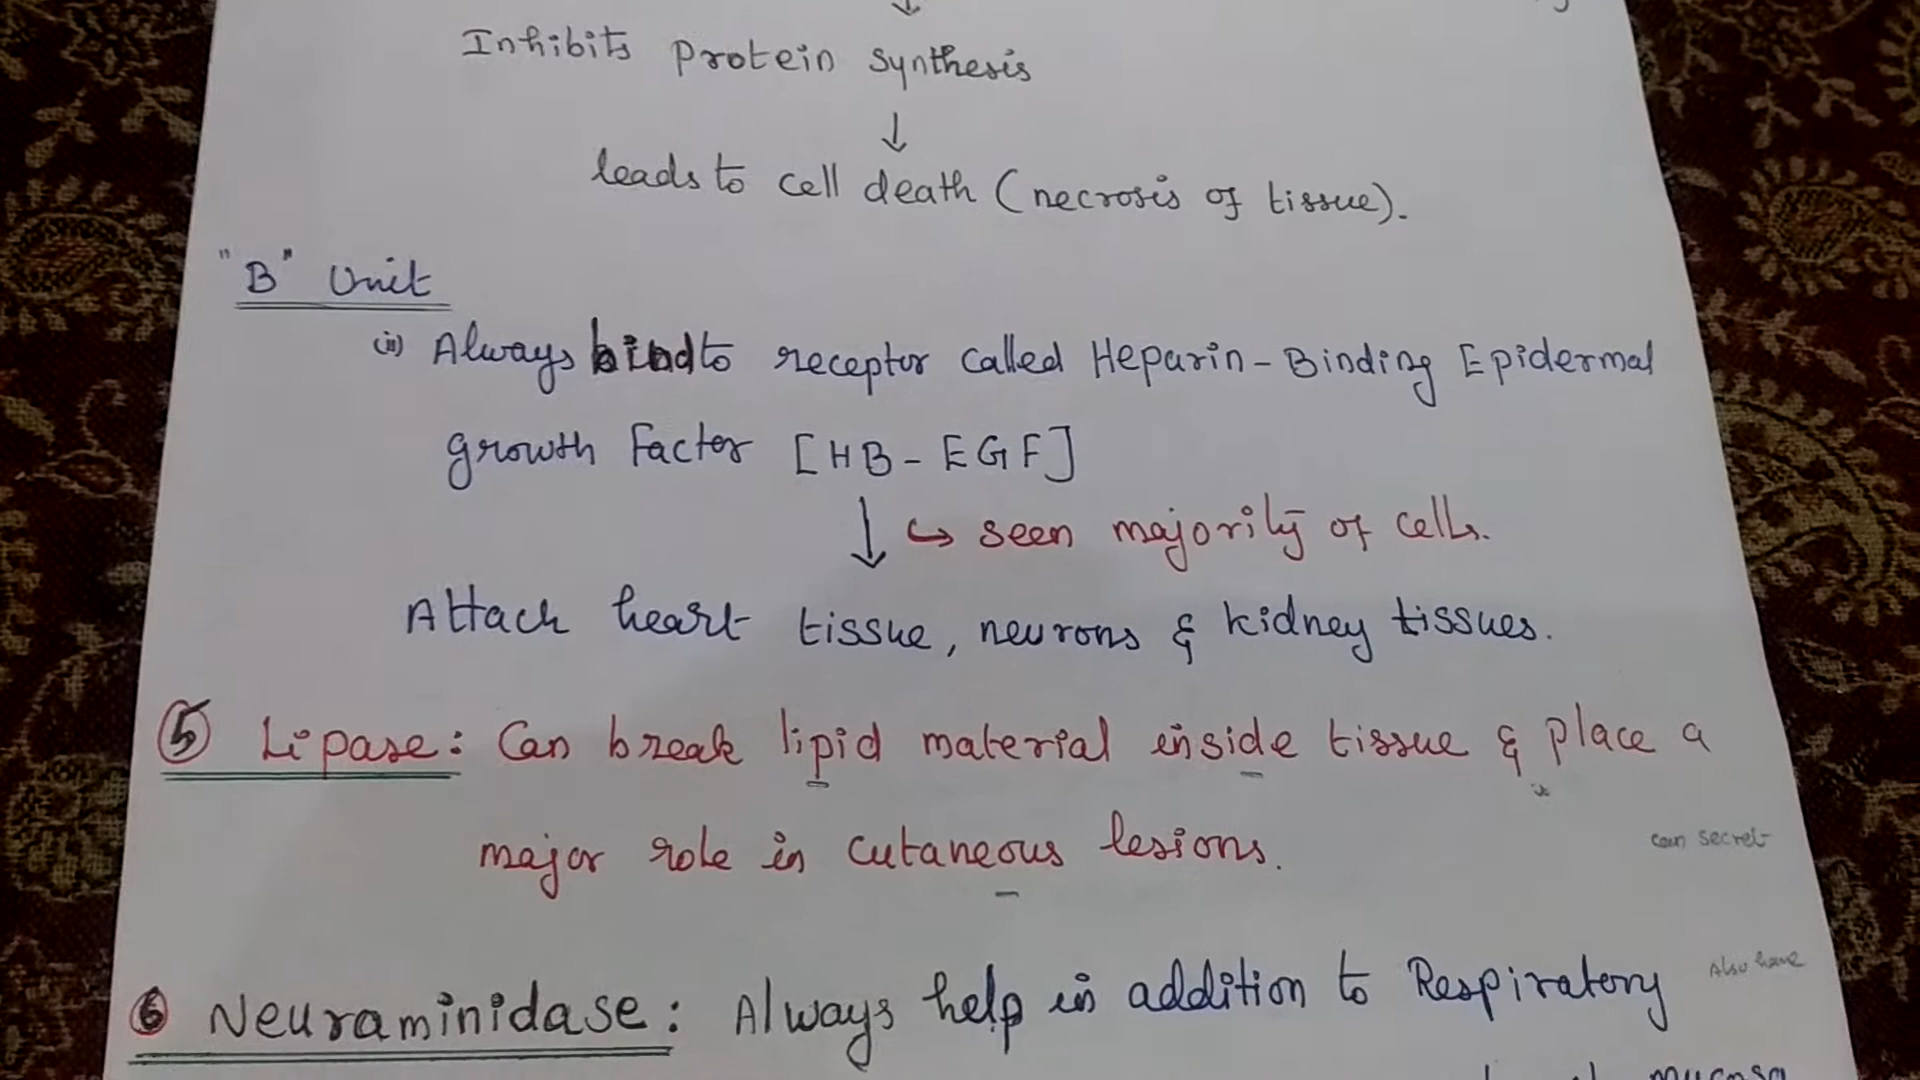 Inhibits protein synthesis
↓
leads to cell death (necrosis of tissue).
"B" Unit
(ii) Always bind to receptor called Heparin-Binding Epidermal
growth Factor [HB-EGF]
↓ ↪ seen majority of cells.
Attach heart tissue, neurons & kidney tissues.
⑤ Lipase: Can break lipid material inside tissue & place a
major role in cutaneous lesions.
can secret
Also have
⑥ Neuraminidase: Always help in addition to Respiratory
mucosa